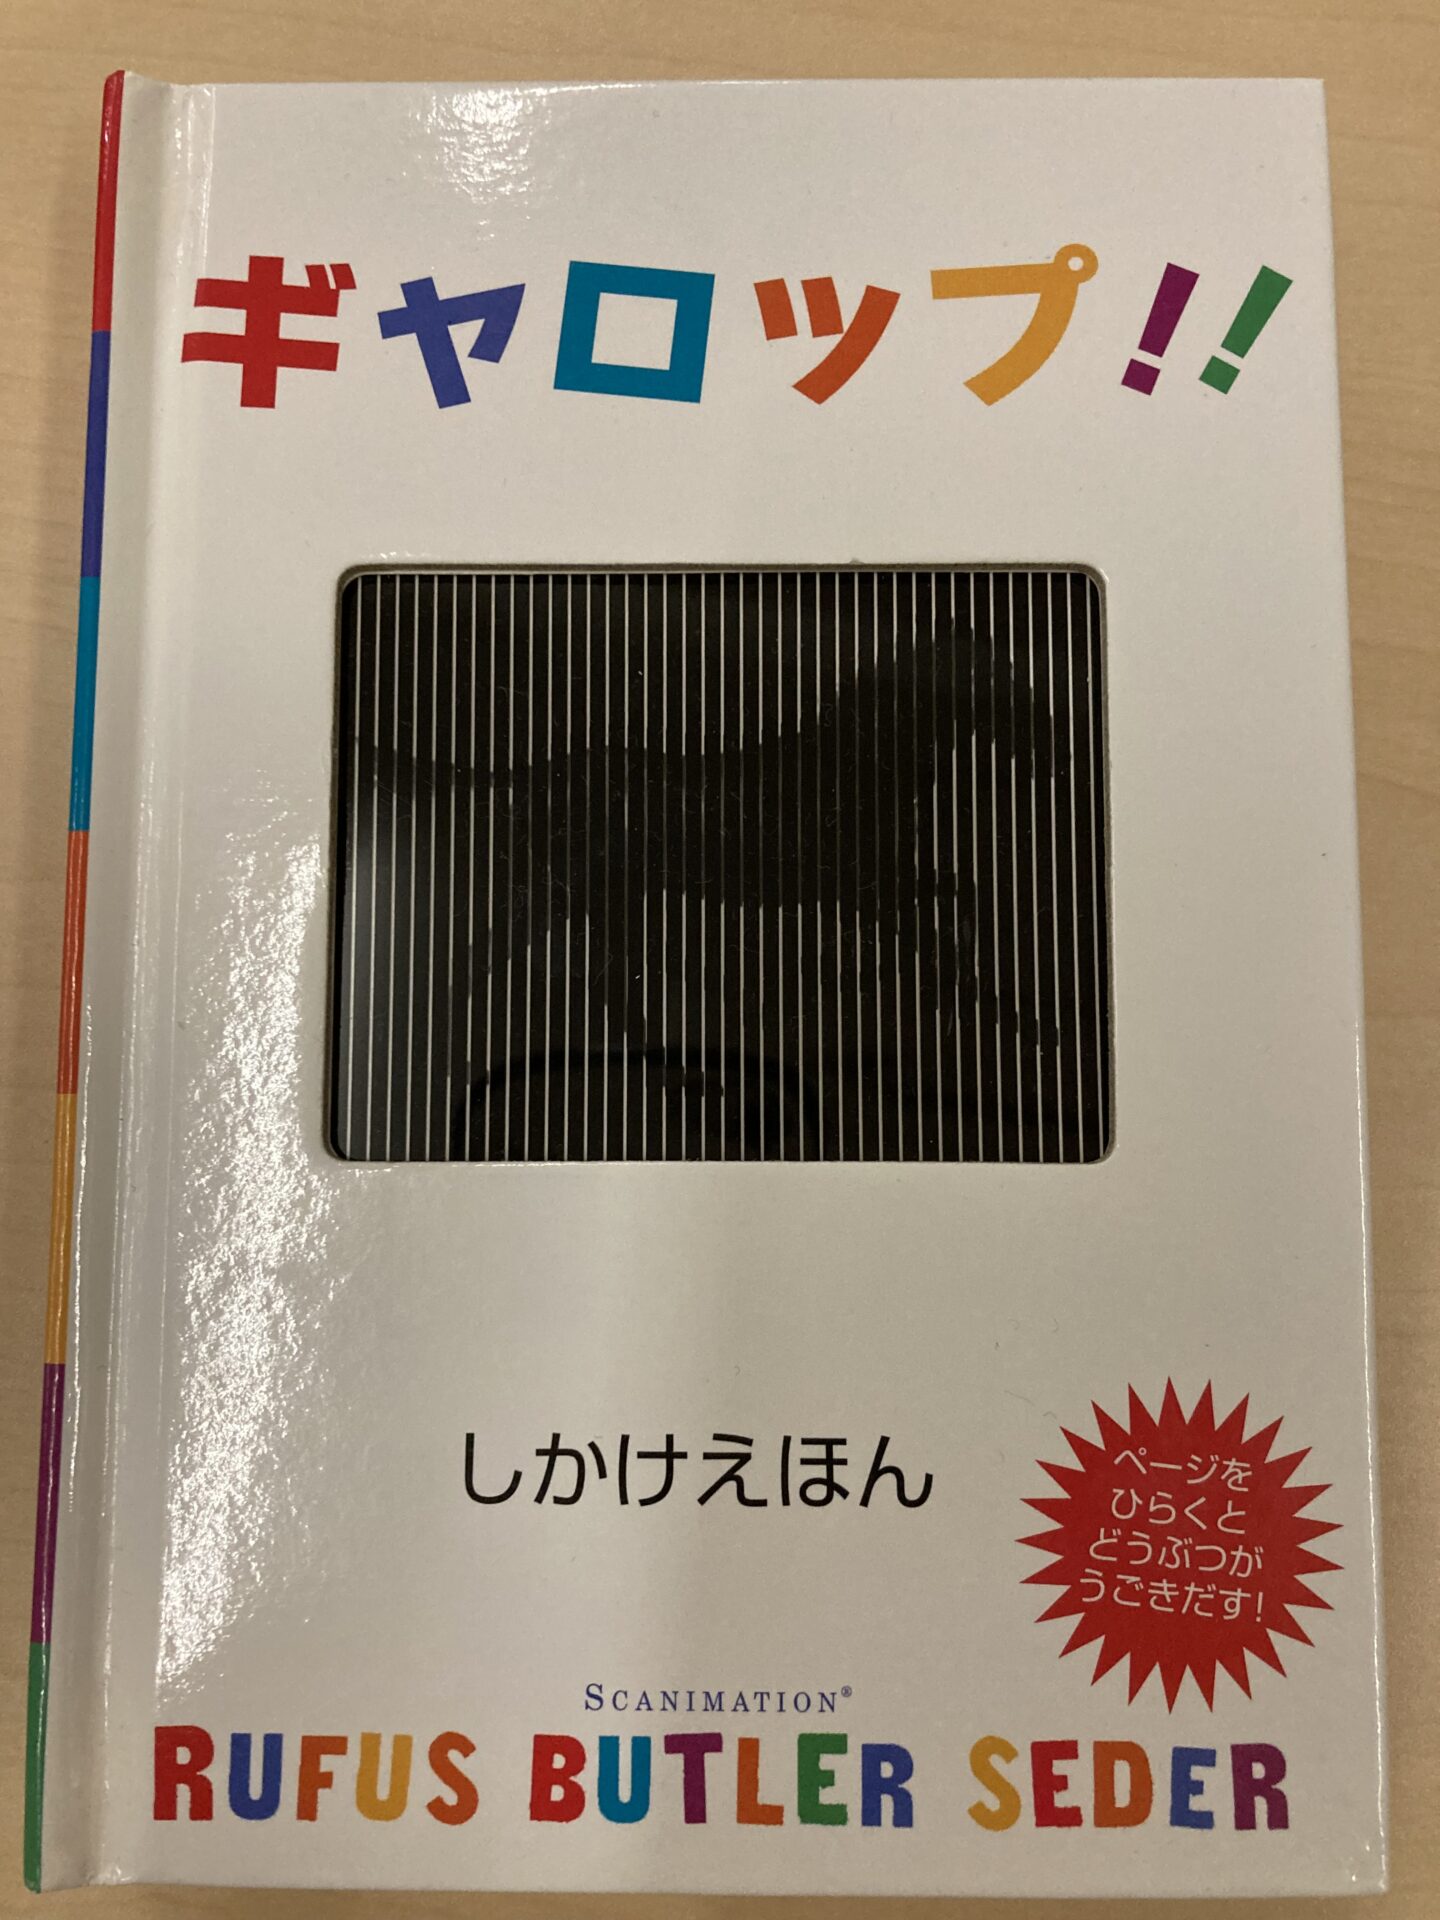 ギャロップ!!
しかけえほん
ページを
ひらくと
どうぶつが
うごきだす!
SCANIMATION®
RUFUS BUTLER SEDER